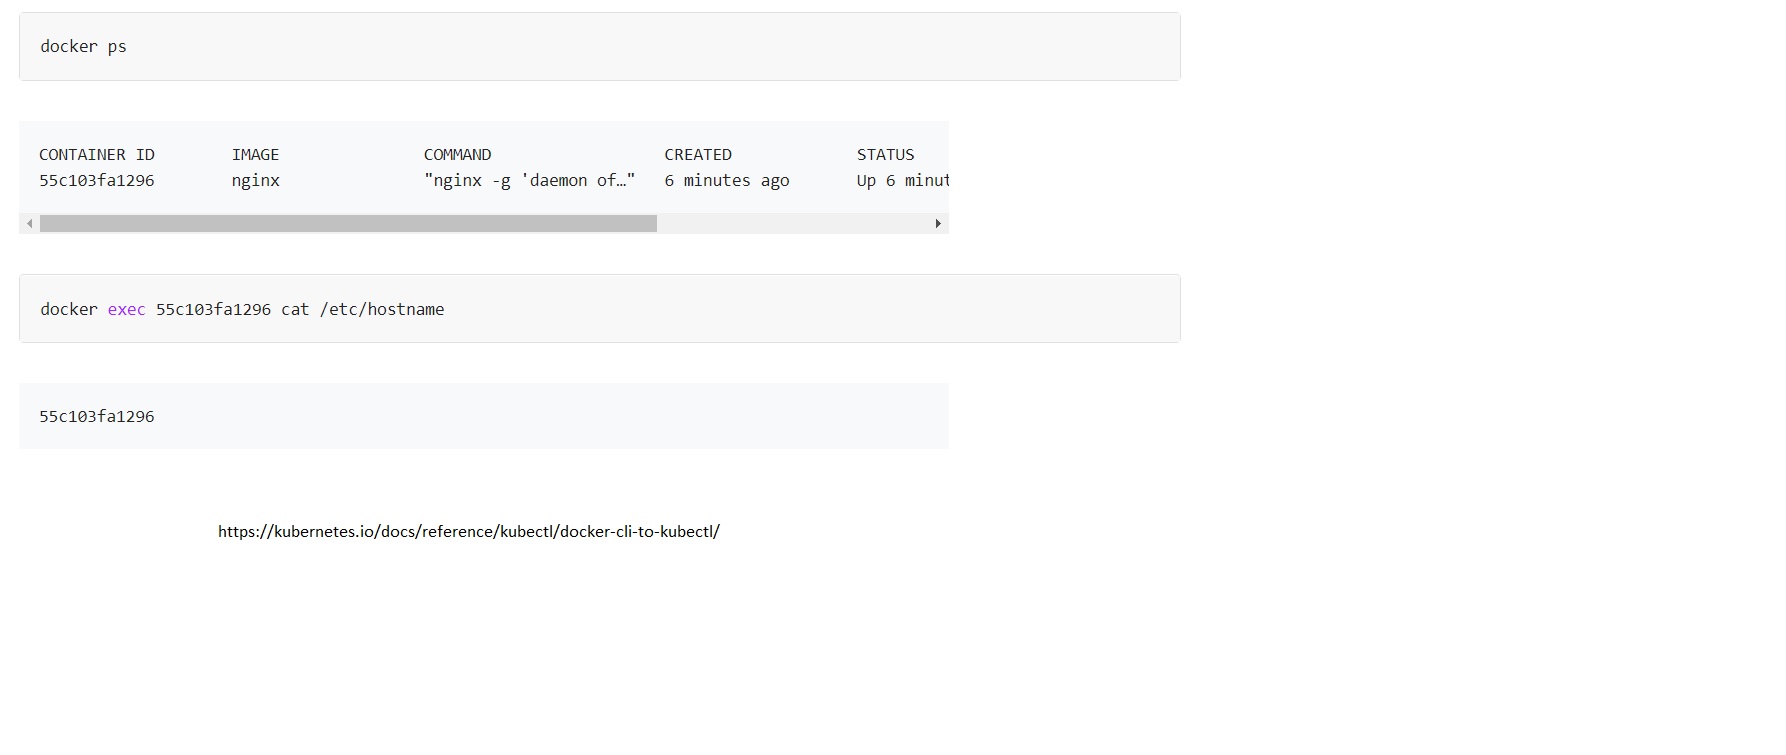 docker ps
CONTAINER ID IMAGE COMMAND CREATED STATUS
55c103fa1296 nginx "nginx -g 'daemon of…" 6 minutes ago Up 6 minut
docker exec 55c103fa1296 cat /etc/hostname
55c103fa1296
https://kubernetes.io/docs/reference/kubectl/docker-cli-to-kubectl/